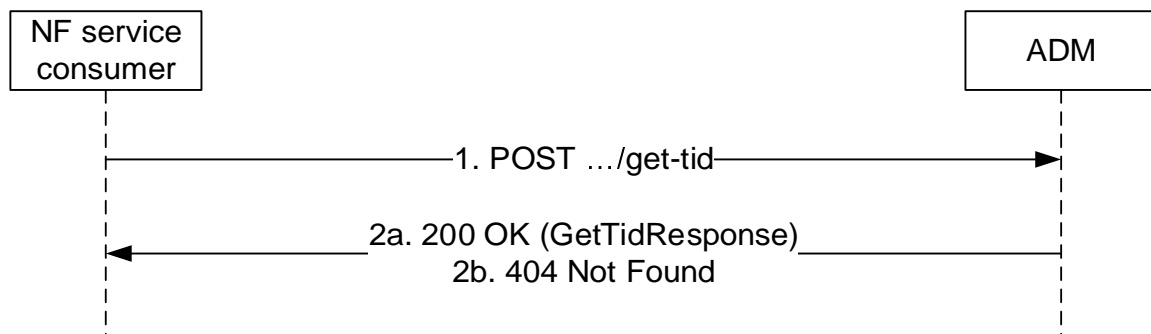 NF service
consumer
ADM
1. POST …/get-tid
2a. 200 OK (GetTidResponse)
2b. 404 Not Found